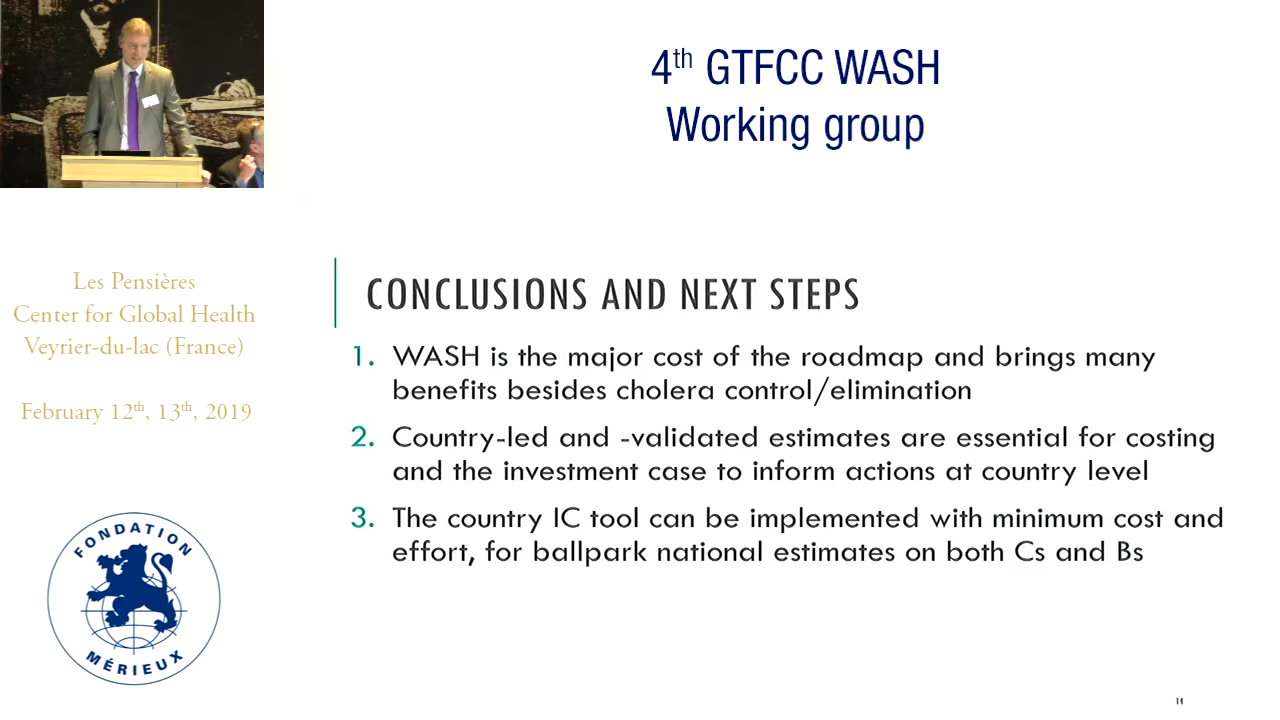 4th GTFCC WASH
Working group
Les Pensières
Center for Global Health
Veyrier-du-lac (France)
February 12th, 13th, 2019
FONDATION
MÉRIEUX
CONCLUSIONS AND NEXT STEPS
1. WASH is the major cost of the roadmap and brings many
benefits besides cholera control/elimination
2. Country-led and -validated estimates are essential for costing
and the investment case to inform actions at country level
3. The country IC tool can be implemented with minimum cost and
effort, for ballpark national estimates on both Cs and Bs
14